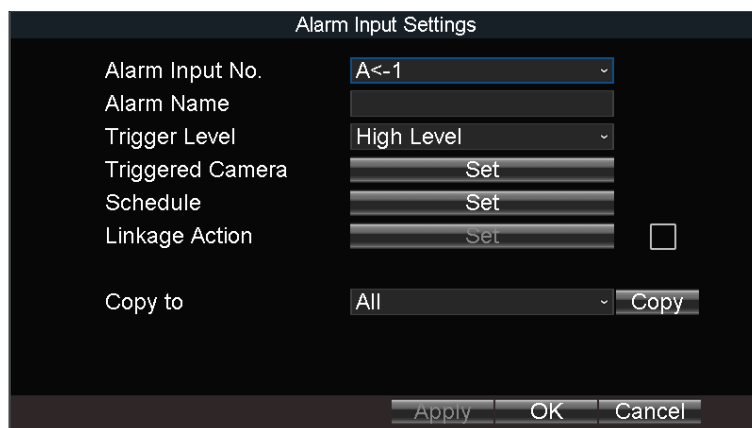 Alarm Input Settings
Alarm Input No. A<-1
Alarm Name
Trigger Level High Level
Triggered Camera Set
Schedule Set
Linkage Action Set
Copy to All Copy
Apply OK Cancel